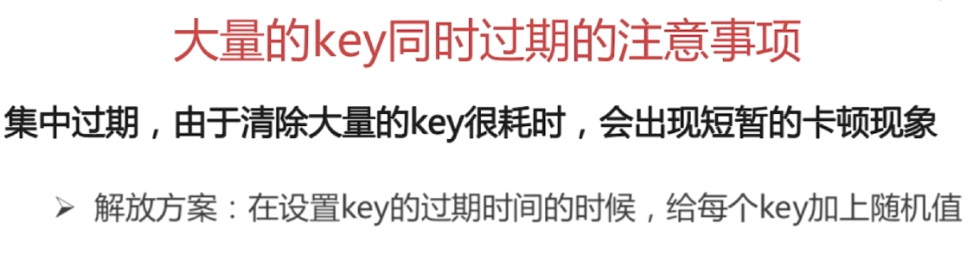 大量的key同时过期的注意事项
集中过期，由于清除大量的key很耗时，会出现短暂的卡顿现象
➢ 解放方案：在设置key的过期时间的时候，给每个key加上随机值